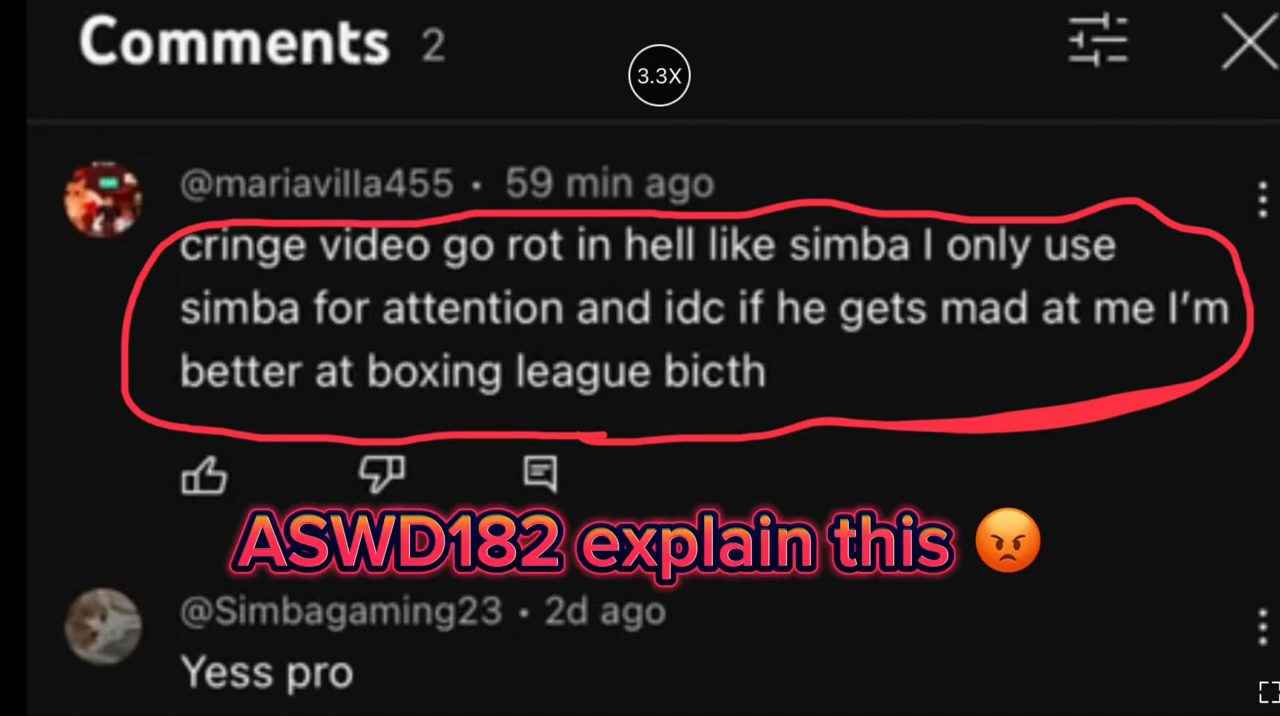 Comments 2
3.3X
@mariavilla455 • 59 min ago
cringe video go rot in hell like simba I only use
simba for attention and idc if he gets mad at me I'm
better at boxing league bicth
ASWD182 explain this 😡
@Simbagaming23 • 2d ago
Yess pro